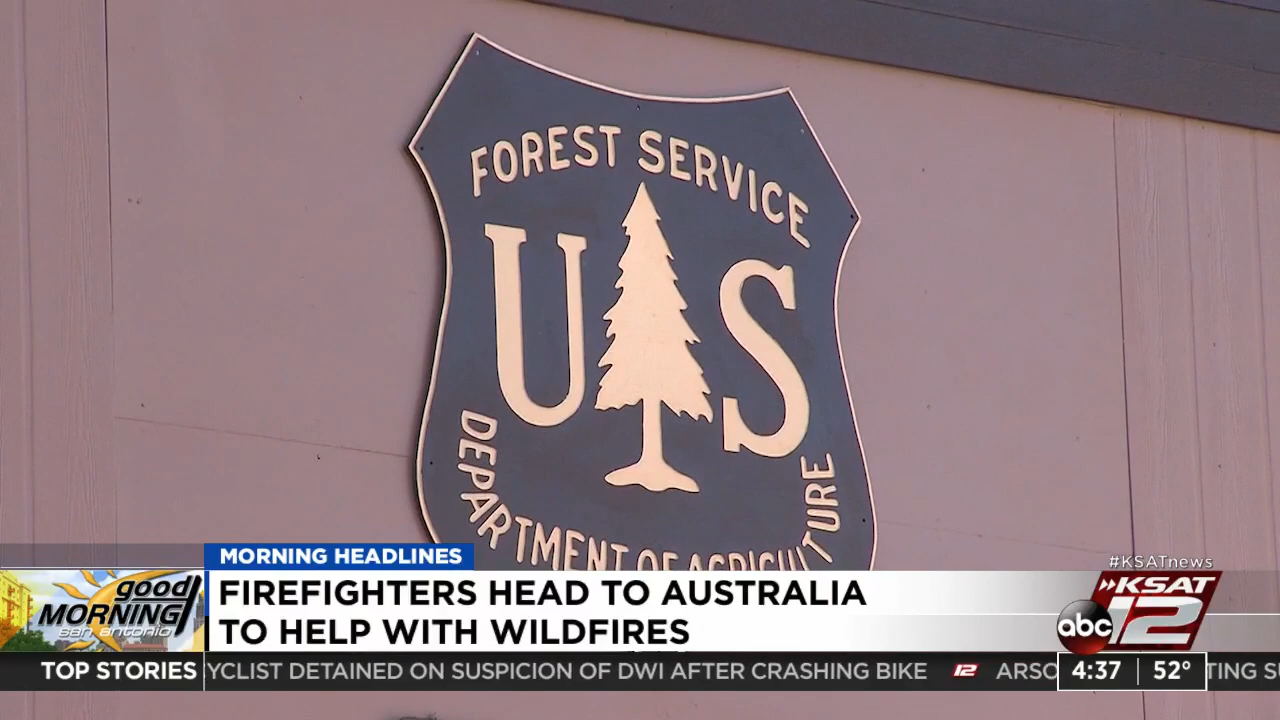 FOREST SERVICE
U S
DEPARTMENT OF AGRICULTURE
#KSATnews
MORNING HEADLINES
FIREFIGHTERS HEAD TO AUSTRALIA
TO HELP WITH WILDFIRES
good
MORNING
san antonio
abc
KSAT
12
TOP STORIES
YCLIST DETAINED ON SUSPICION OF DWI AFTER CRASHING BIKE 12 ARSO
4:37 52°
TING S